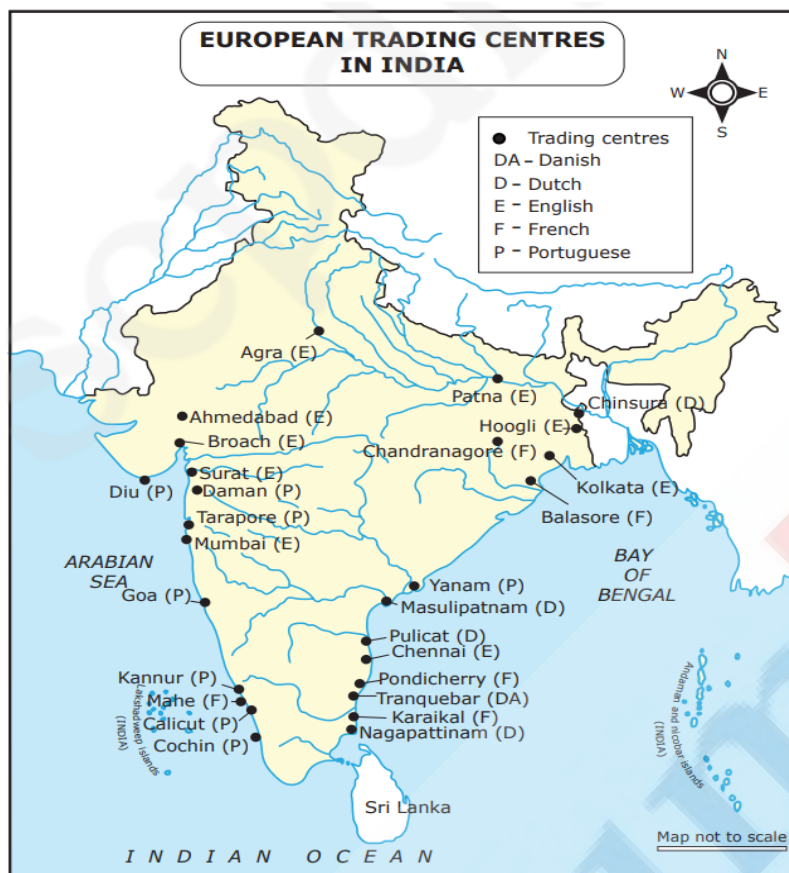 EUROPEAN TRADING CENTRES
IN INDIA
N
W
E
S
Trading centres
DA – Danish
D – Dutch
E – English
F – French
P – Portuguese
Agra (E)
Patna (E)
Chinsura (D)
Ahmedabad (E)
Hoogli (E)
Broach (E)
Chandranagore (F)
Surat (E)
Kolkata (E)
Diu (P)
Daman (P)
Balasore (F)
Tarapore (P)
Mumbai (E)
ARABIAN
SEA
BAY
OF
BENGAL
Yanam (P)
Goa (P)
Masulipatnam (D)
Pulicat (D)
Chennai (E)
Kannur (P)
Pondicherry (F)
Mahe (F)
Tranquebar (DA)
Calicut (P)
Karaikal (F)
Cochin (P)
Nagapattinam (D)
Lakshadweep islands
(INDIA)
Andaman and nicobar islands
(INDIA)
Sri Lanka
Map not to scale
INDIAN OCEAN